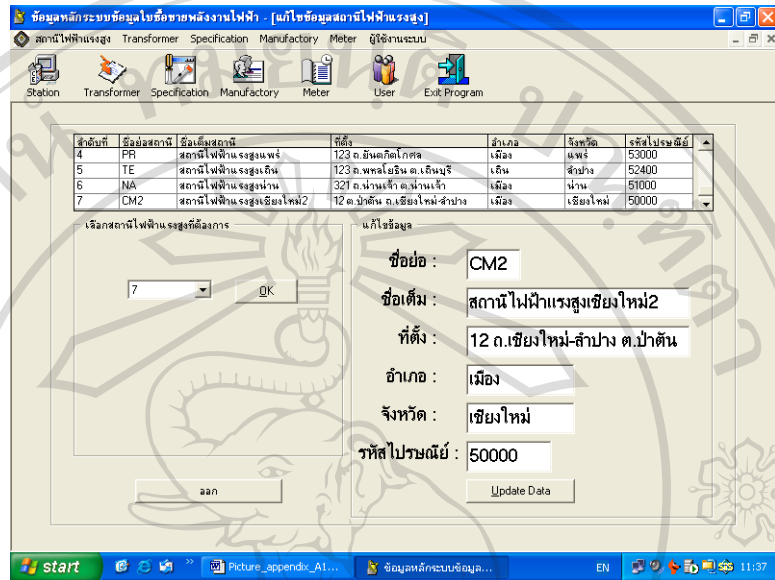 ข้อมูลหลักระบบข้อมูลใบซื้อขายพลังงานไฟฟ้า - [แก้ไขข้อมูลสถานีไฟฟ้าแรงสูง]
สถานีไฟฟ้าแรงสูง Transformer Specification Manufactory Meter ผู้ใช้งานระบบ
Station Transformer Specification Manufactory Meter User Exit Program
ลำดับที่ ชื่อย่อสถานี ชื่อเต็มสถานี ที่ตั้ง อำเภอ จังหวัด รหัสไปรษณีย์
4 PR สถานีไฟฟ้าแรงสูงแพร่ 123 ถ.ยันตกิตโกศล เมือง แพร่ 53000
5 TE สถานีไฟฟ้าแรงสูงเถิน 123 ถ.พหลโยธิน ต.เถินบุรี เถิน ลำปาง 52400
6 NA สถานีไฟฟ้าแรงสูงน่าน 321 ถ.น่านเจ้า ต.น่านเจ้า เมือง น่าน 51000
7 CM2 สถานีไฟฟ้าแรงสูงเชียงใหม่2 12 ต.ป่าตัน ถ.เชียงใหม่-ลำปาง เมือง เชียงใหม่ 50000
เลือกสถานีไฟฟ้าแรงสูงที่ต้องการ
7 OK
ออก
แก้ไขข้อมูล
ชื่อย่อ : CM2
ชื่อเต็ม : สถานีไฟฟ้าแรงสูงเชียงใหม่2
ที่ตั้ง : 12 ถ.เชียงใหม่-ลำปาง ต.ป่าตัน
อำเภอ : เมือง
จังหวัด : เชียงใหม่
รหัสไปรษณีย์ : 50000
Update Data
start Picture_appendix_A1... ข้อมูลหลักระบบข้อมูล... EN 11:37